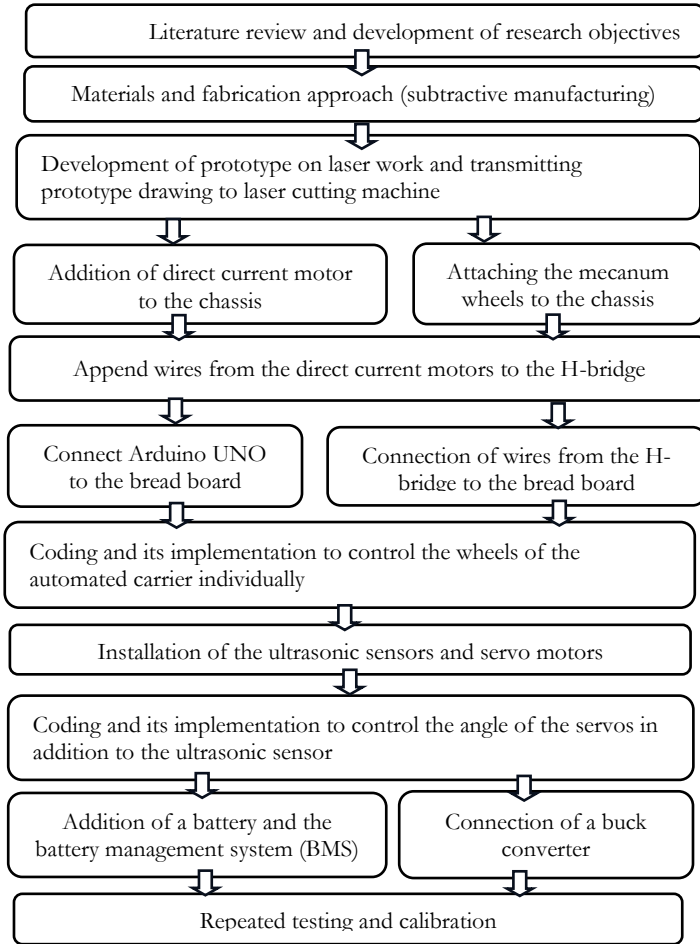 Literature review and development of research objectives
Materials and fabrication approach (subtractive manufacturing)
Development of prototype on laser work and transmitting
prototype drawing to laser cutting machine
Addition of direct current motor
to the chassis
Attaching the mecanum
wheels to the chassis
Append wires from the direct current motors to the H-bridge
Connect Arduino UNO
to the bread board
Connection of wires from the H-
bridge to the bread board
Coding and its implementation to control the wheels of the
automated carrier individually
Installation of the ultrasonic sensors and servo motors
Coding and its implementation to control the angle of the servos in
addition to the ultrasonic sensor
Addition of a battery and the
battery management system (BMS)
Connection of a buck
converter
Repeated testing and calibration